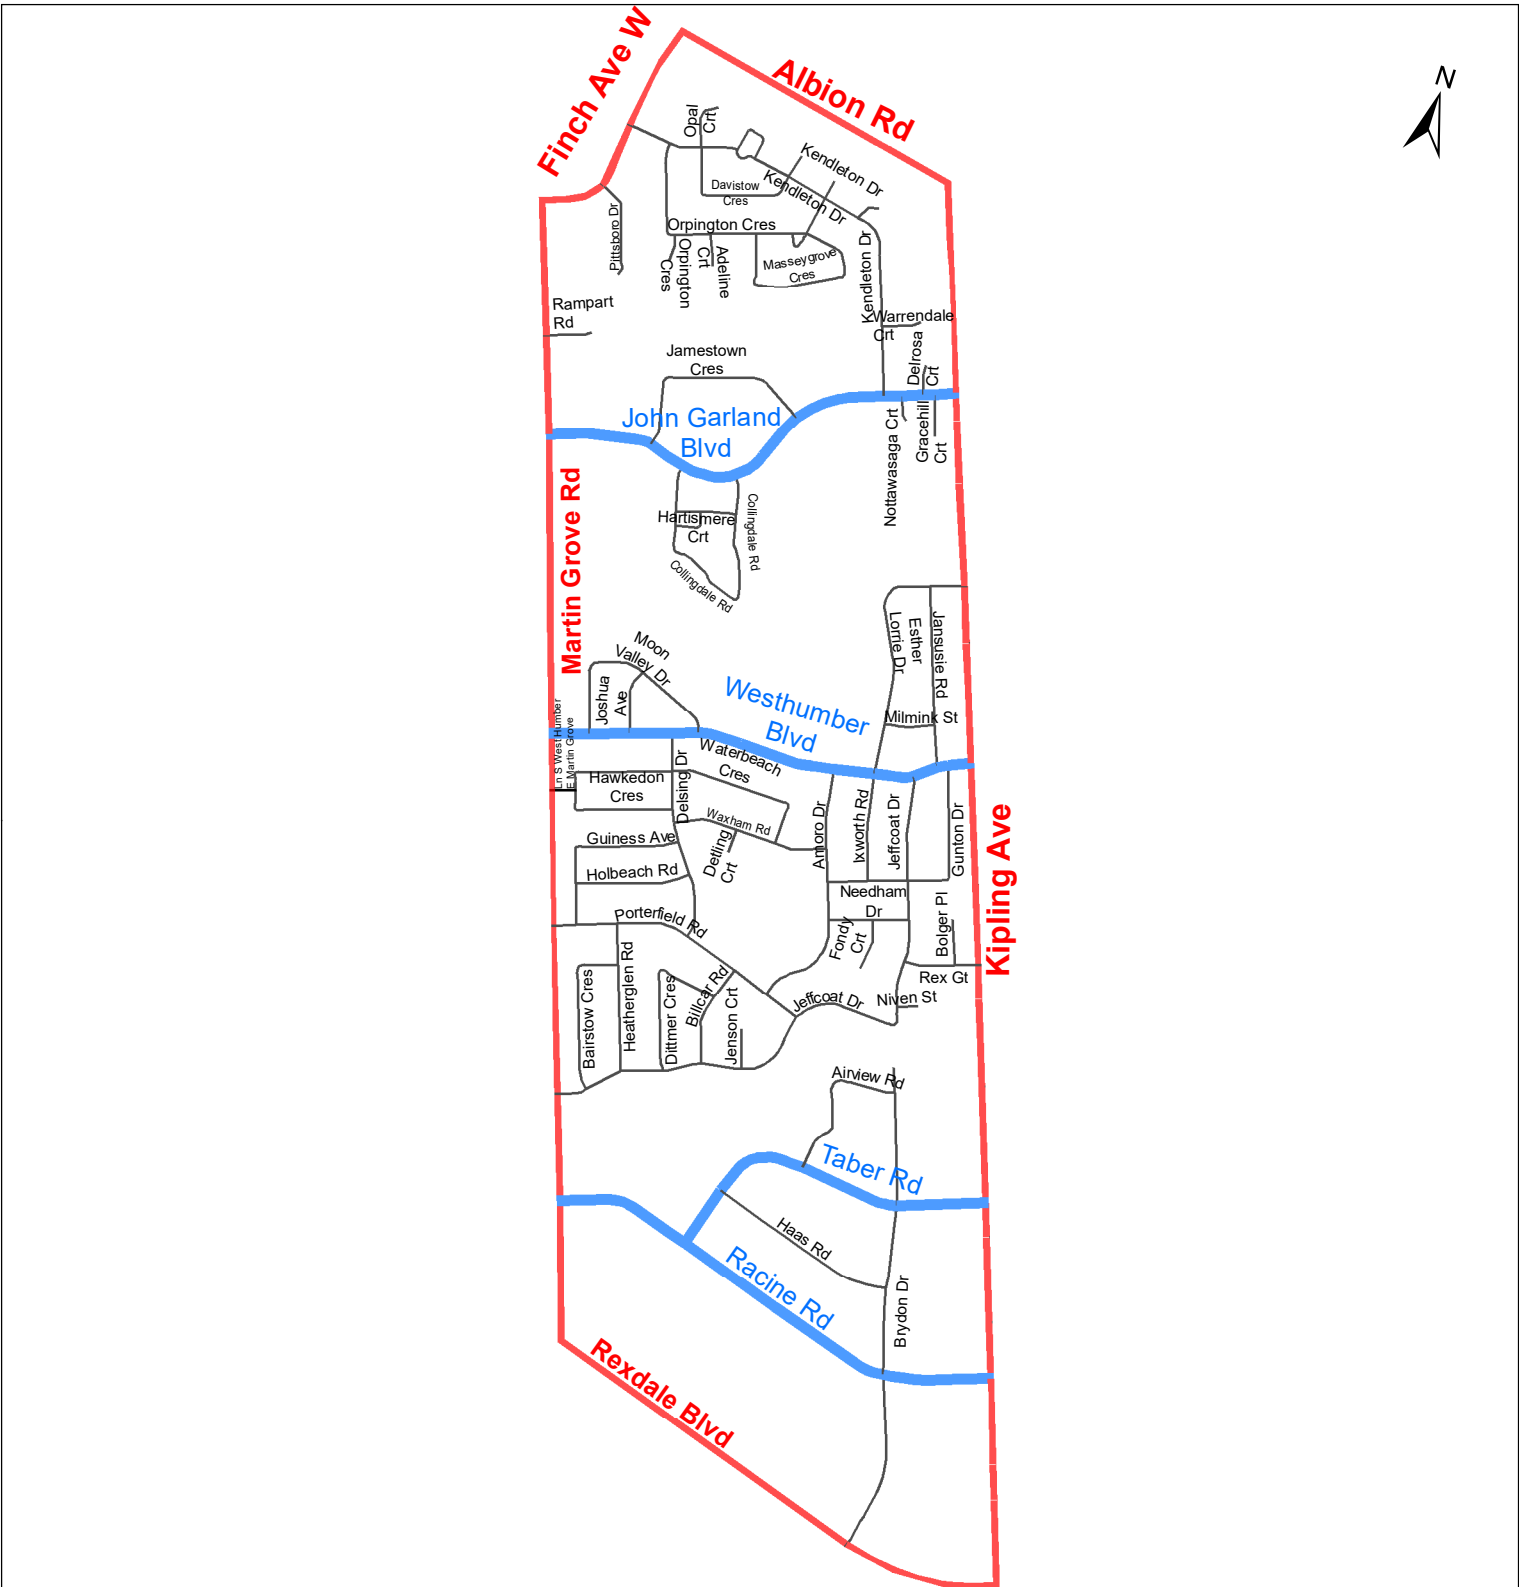 N
Finch Ave W
Albion Rd
Opal
Crt
Kendleton Dr
Kendleton Dr
Davistow
Cres
Pittsboro Dr
Orpington Cres
Orpington
Cres
Adeline
Crt
Masseygrove
Cres
Kendleton Dr
Rampart
Rd
Warrendale
Crt
Delrosa
Crt
Jamestown
Cres
John Garland
Blvd
Nottawasaga Crt
Gracehill
Crt
Martin Grove Rd
Hartismere
Crt
Collingdale Rd
Collingdale Rd
Esther
Lorrie Dr
Jansusie Rd
Moon
Valley Dr
Joshua
Ave
Westhumber
Blvd
Milmink St
Ln S West Humber
E Martin Grove
Hawkedon
Cres
Delsing Dr
Waterbeach
Cres
Waxham Rd
Detling
Crt
Amoro Dr
Ixworth Rd
Jeffcoat Dr
Gunton Dr
Kipling Ave
Guiness Ave
Holbeach Rd
Porterfield Rd
Needham
Dr
Fondy
Crt
Bolger Pl
Rex Gt
Niven St
Jeffcoat Dr
Bairstow Cres
Heatherglen Rd
Dittmer Cres
Billcar Rd
Jenson Crt
Airview Rd
Taber Rd
Haas Rd
Racine Rd
Brydon Dr
Rexdale Blvd